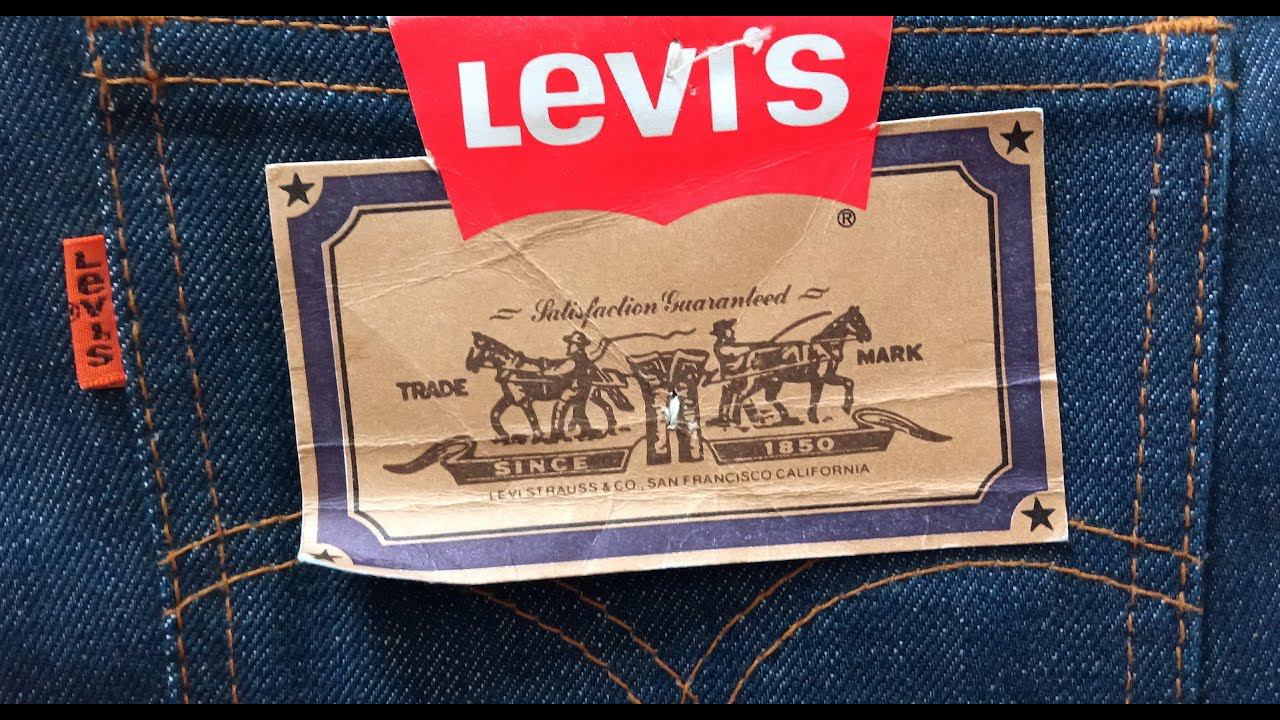 LEVI'S
®
Satisfaction Guaranteed
TRADE MARK
SINCE 1850
LEVI STRAUSS & CO., SAN FRANCISCO CALIFORNIA
LEVI'S